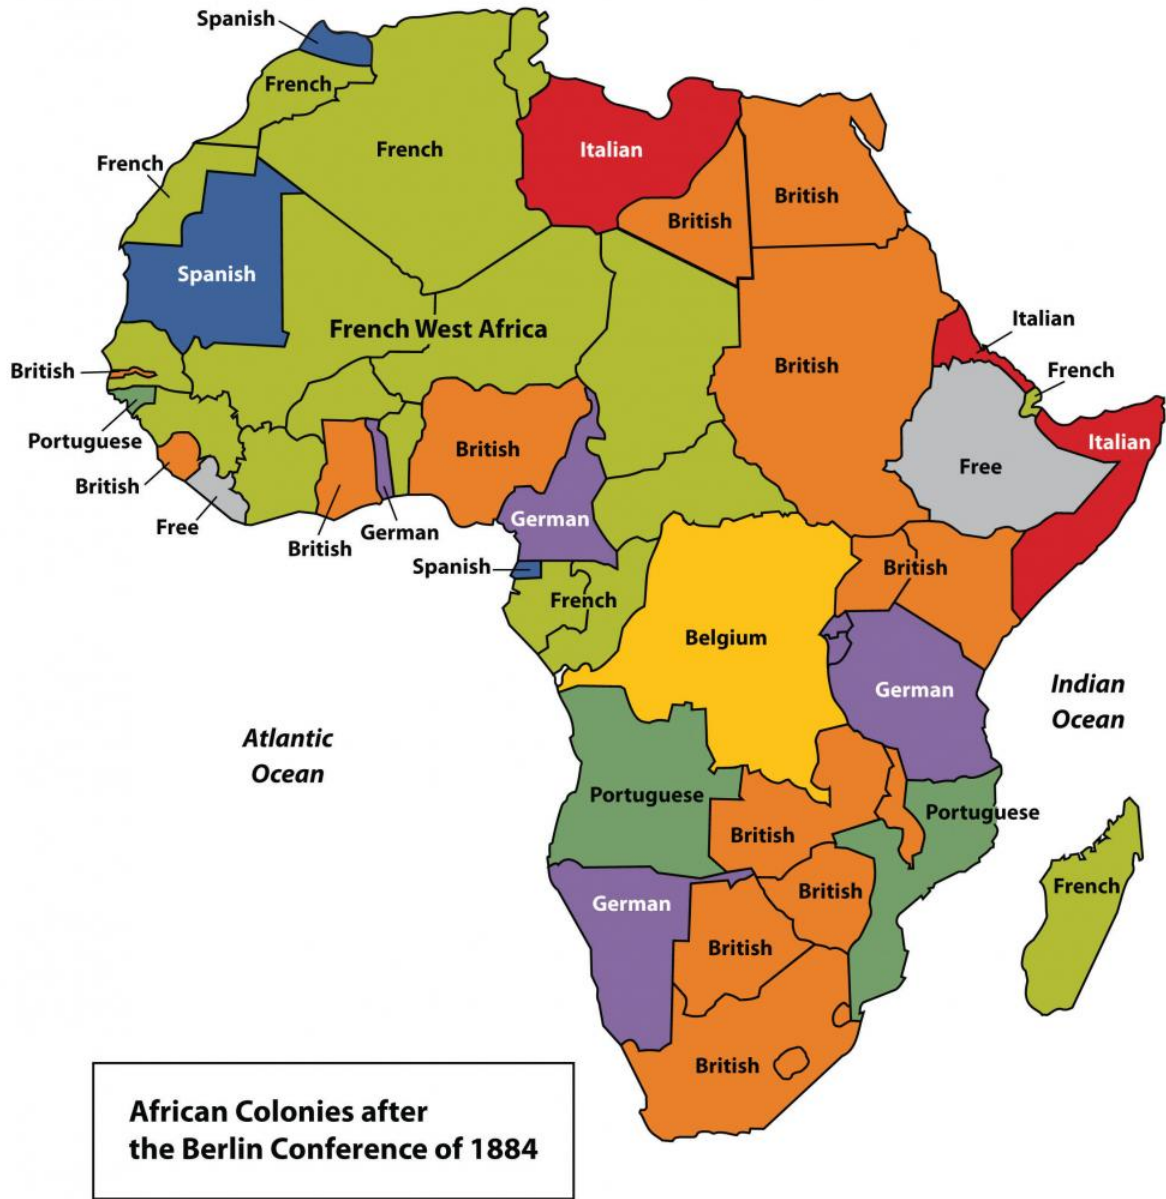 Spanish
French
French
French
Italian
British
British
Spanish
French West Africa
Italian
British
French
British
Portuguese
British
Italian
British
Free
Free
British
German
German
British
Spanish
British
French
Belgium
German
Indian
Ocean
Atlantic
Ocean
Portuguese
Portuguese
British
French
British
German
British
British
African Colonies after
the Berlin Conference of 1884